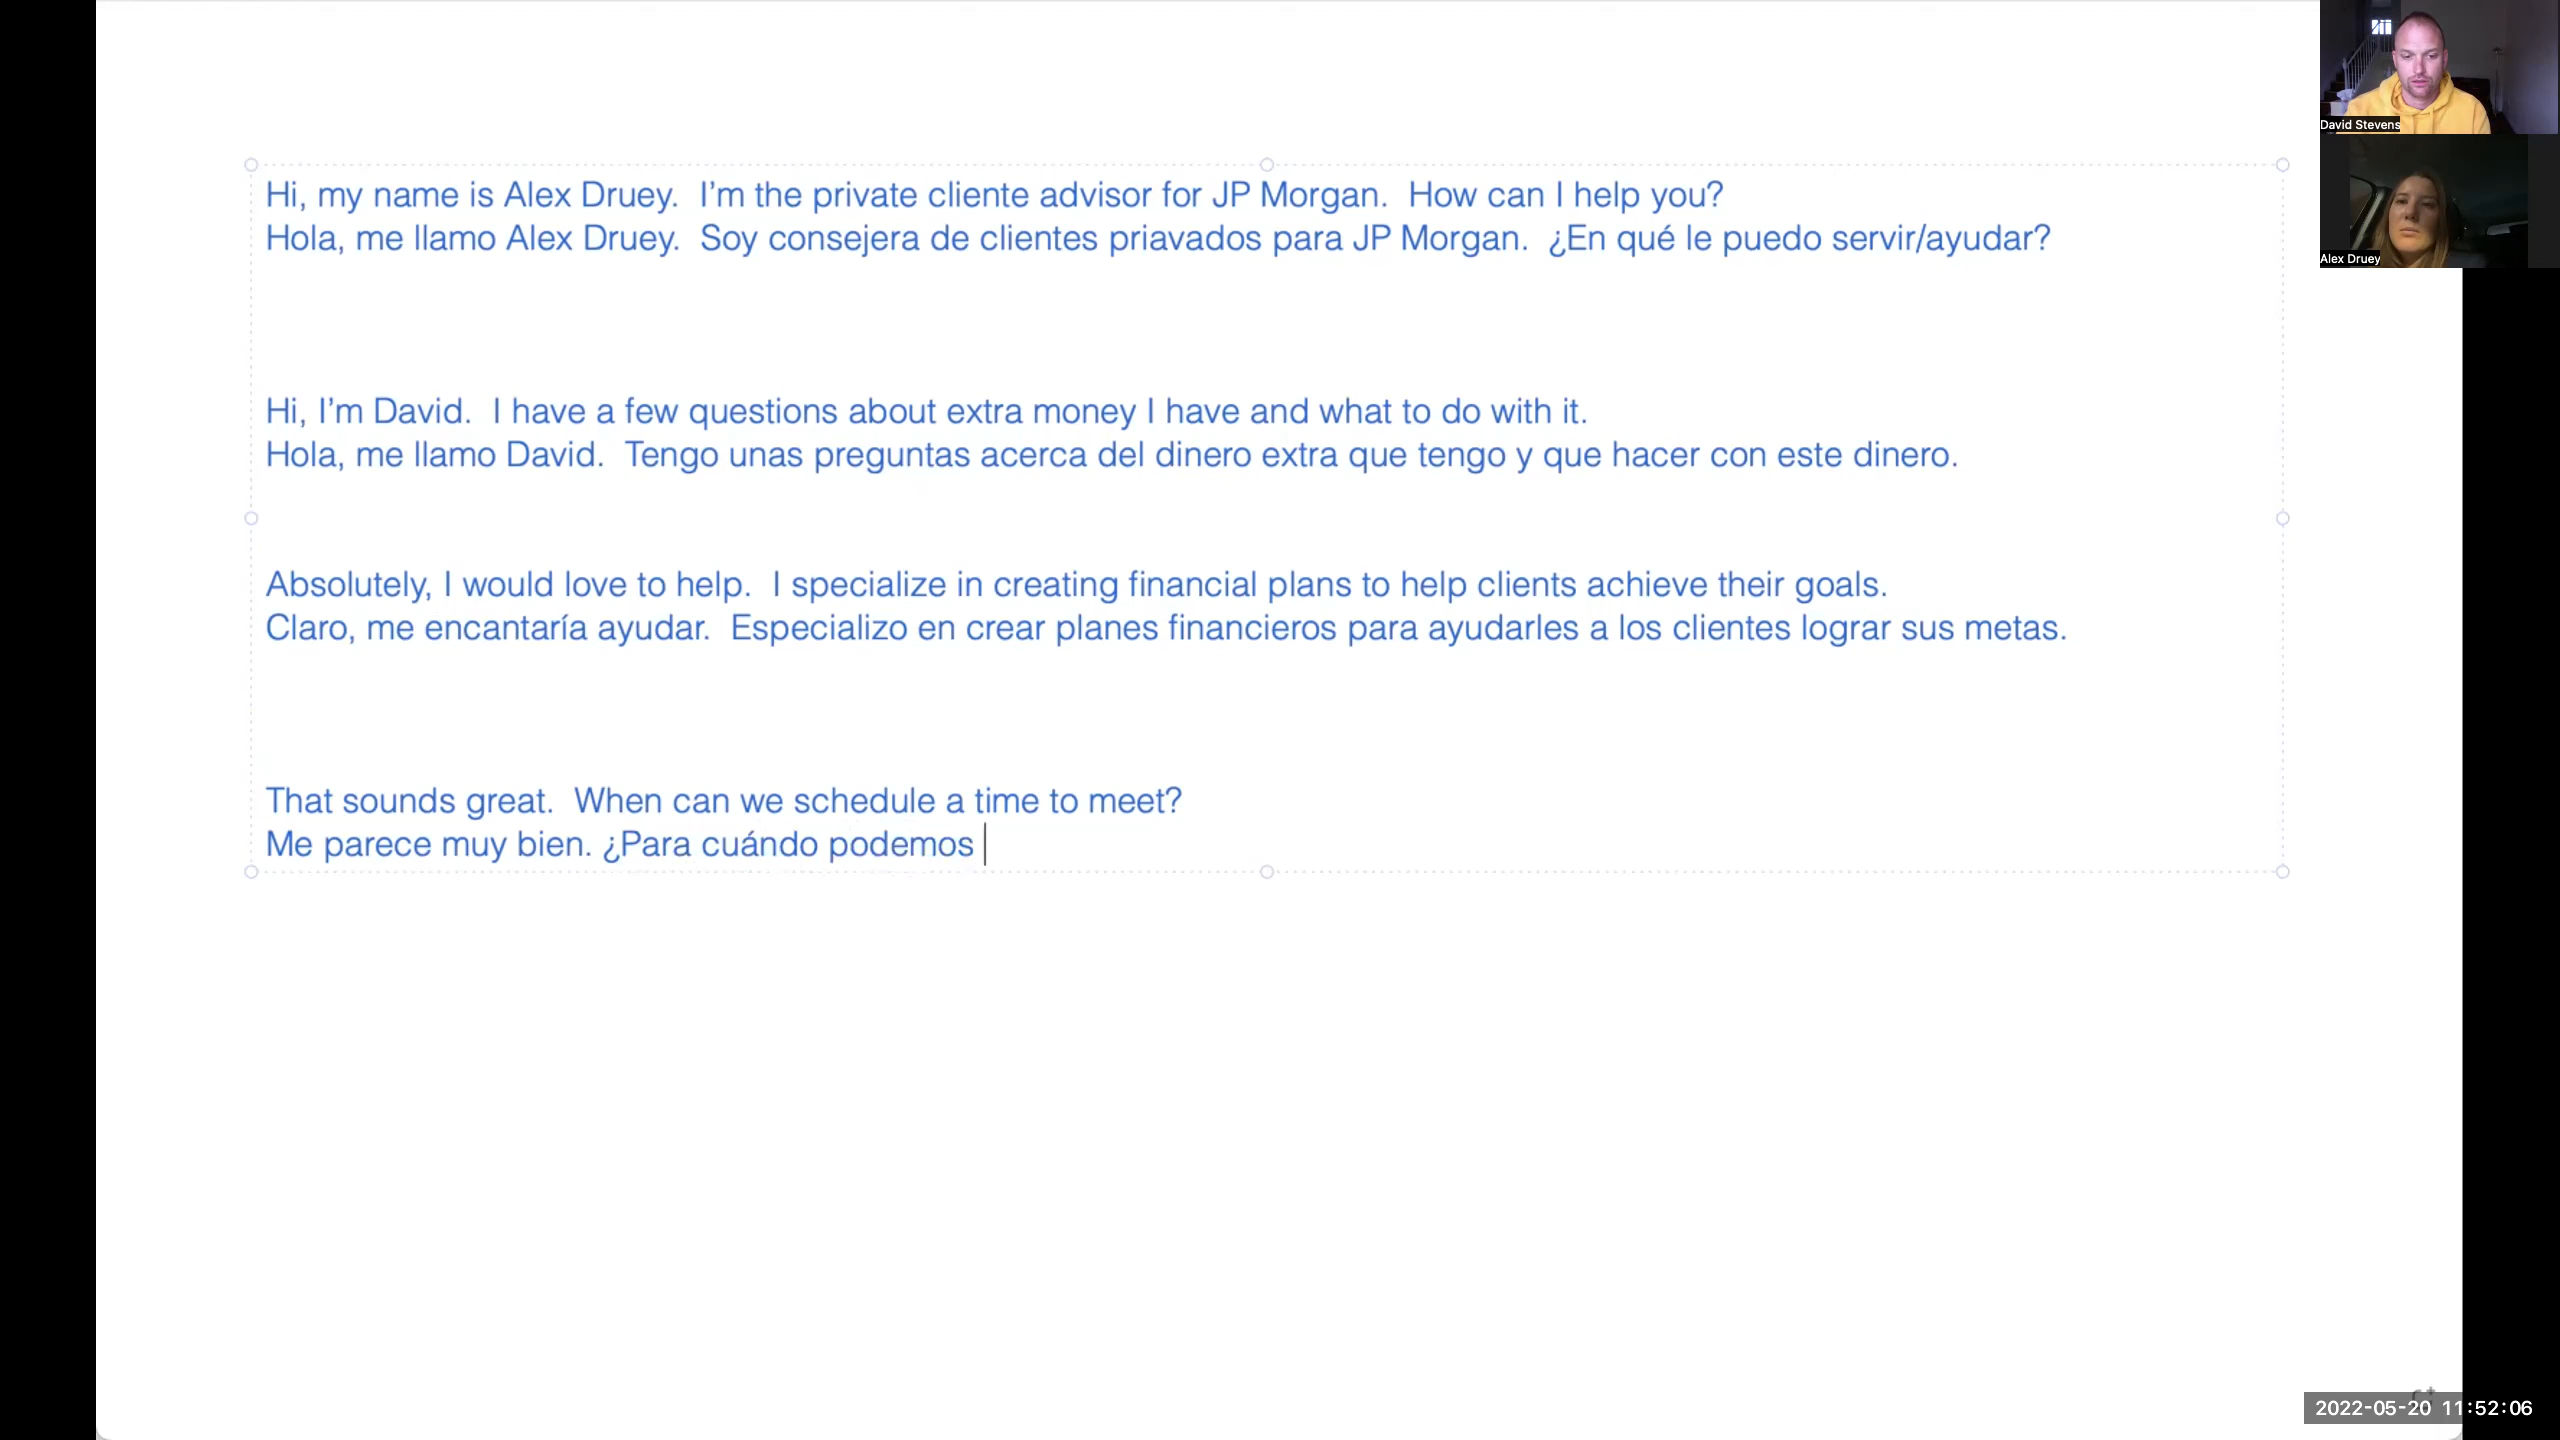 Hi, my name is Alex Druey.  I'm the private cliente advisor for JP Morgan.  How can I help you?
Hola, me llamo Alex Druey.  Soy consejera de clientes priavados para JP Morgan.  ¿En qué le puedo servir/ayudar?
Hi, I'm David.  I have a few questions about extra money I have and what to do with it.
Hola, me llamo David.  Tengo unas preguntas acerca del dinero extra que tengo y que hacer con este dinero.
Absolutely, I would love to help.  I specialize in creating financial plans to help clients achieve their goals.
Claro, me encantaría ayudar.  Especializo en crear planes financieros para ayudarles a los clientes lograr sus metas.
That sounds great.  When can we schedule a time to meet?
Me parece muy bien. ¿Para cuándo podemos
David Stevens
Alex Druey
2022-05-20 11:52:06